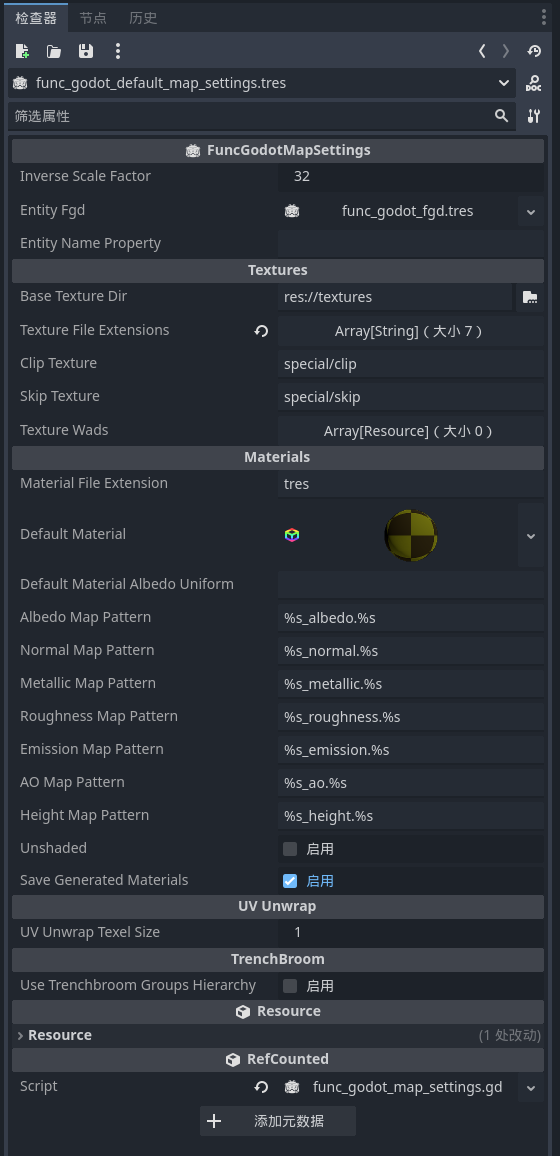 检查器 节点 历史
func_godot_default_map_settings.tres
DOC
筛选属性
FuncGodotMapSettings
Inverse Scale Factor 32
Entity Fgd func_godot_fgd.tres
Entity Name Property
Textures
Base Texture Dir res://textures
Texture File Extensions Array[String] (大小 7)
Clip Texture special/clip
Skip Texture special/skip
Texture Wads Array[Resource] (大小 0)
Materials
Material File Extension tres
Default Material
Default Material Albedo Uniform
Albedo Map Pattern %s_albedo.%s
Normal Map Pattern %s_normal.%s
Metallic Map Pattern %s_metallic.%s
Roughness Map Pattern %s_roughness.%s
Emission Map Pattern %s_emission.%s
AO Map Pattern %s_ao.%s
Height Map Pattern %s_height.%s
Unshaded 启用
Save Generated Materials 启用
UV Unwrap
UV Unwrap Texel Size 1
TrenchBroom
Use Trenchbroom Groups Hierarchy 启用
Resource
Resource (1 处改动)
RefCounted
Script func_godot_map_settings.gd
添加元数据